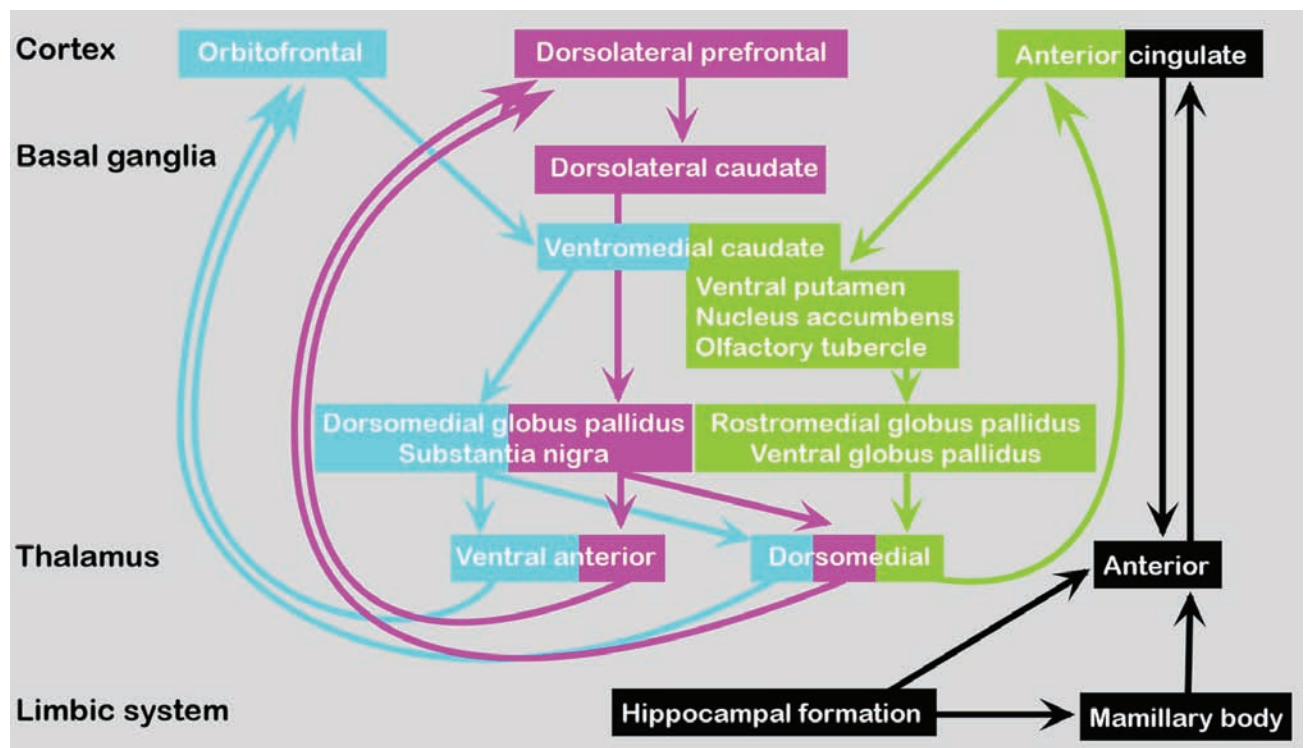 Cortex
Orbitofrontal
Dorsolateral prefrontal
Anterior cingulate
Basal ganglia
Dorsolateral caudate
Ventromedial caudate
Ventral putamen
Nucleus accumbens
Olfactory tubercle
Dorsomedial globus pallidus
Substantia nigra
Rostromedial globus pallidus
Ventral globus pallidus
Thalamus
Ventral anterior
Dorsomedial
Anterior
Limbic system
Hippocampal formation
Mamillary body